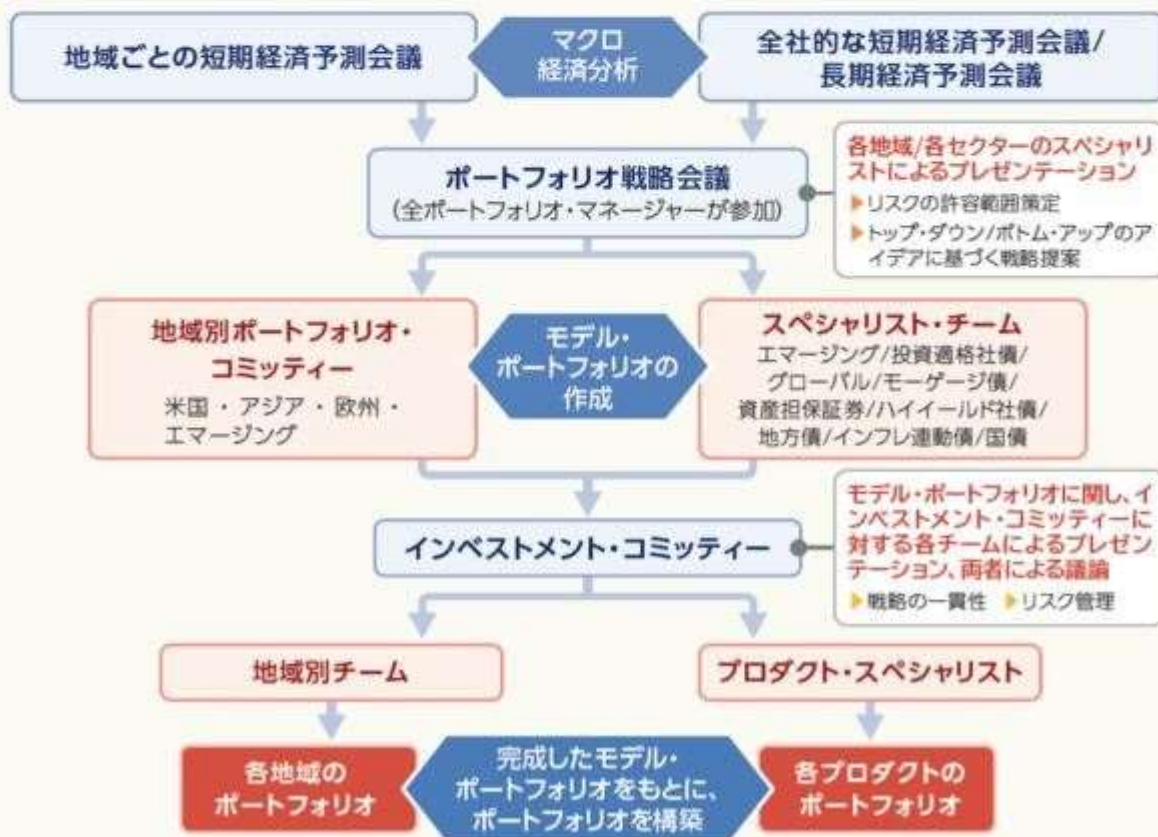 地域ごとの短期経済予測会議
マクロ
経済分析
全社的な短期経済予測会議/
長期経済予測会議
ポートフォリオ戦略会議
(全ポートフォリオ・マネージャーが参加)
各地域/各セクターのスペシャリ
ストによるプレゼンテーション
▶リスクの許容範囲策定
▶トップ・ダウン/ボトム・アップのア
イデアに基づく戦略提案
地域別ポートフォリオ・
コミッティー
米国 ・ アジア ・ 欧州 ・
エマージング
モデル・
ポートフォリオの
作成
スペシャリスト・チーム
エマージング/投資適格社債/
グローバル/モーゲージ債/
資産担保証券/ハイイールド社債/
地方債/インフレ連動債/国債
インベストメント・コミッティー
モデル・ポートフォリオに関し、イ
ンベストメント・コミッティーに
対する各チームによるプレゼン
テーション、両者による議論
▶戦略の一貫性 ▶リスク管理
地域別チーム
プロダクト・スペシャリスト
各地域の
ポートフォリオ
完成したモデル・
ポートフォリオをもとに、
ポートフォリオを構築
各プロダクトの
ポートフォリオ